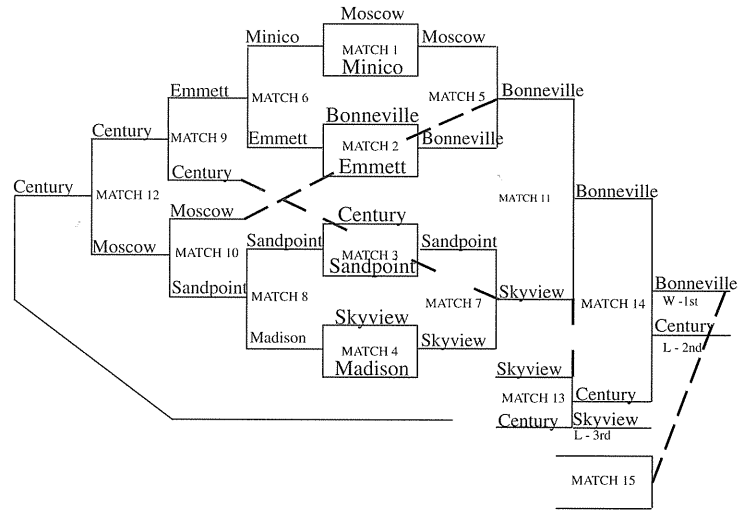 Moscow
Minico
Moscow
MATCH 1
Minico
Emmett
MATCH 6
MATCH 5
Bonneville
Bonneville
Century
MATCH 9
Emmett
MATCH 2
Bonneville
Emmett
Century
Century
MATCH 12
MATCH 11
Bonneville
Moscow
Century
Moscow
MATCH 10
Sandpoint
MATCH 3
Sandpoint
Sandpoint
Sandpoint
MATCH 8
MATCH 7
Skyview
MATCH 14
Bonneville
W -1st
Skyview
Century
Madison
MATCH 4
Skyview
L - 2nd
Madison
Skyview
MATCH 13
Century
Century
Skyview
L - 3rd
MATCH 15